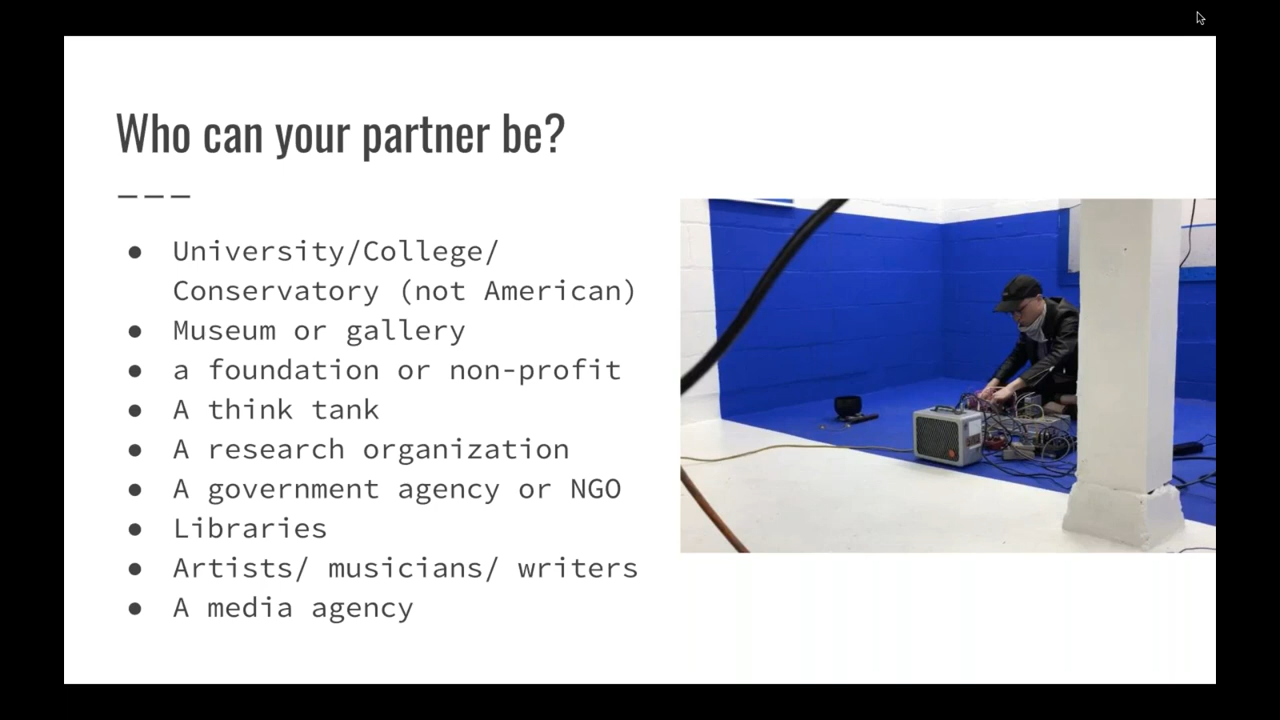 Who can your partner be?
● University/College/
Conservatory (not American)
● Museum or gallery
● a foundation or non-profit
● A think tank
● A research organization
● A government agency or NGO
● Libraries
● Artists/ musicians/ writers
● A media agency